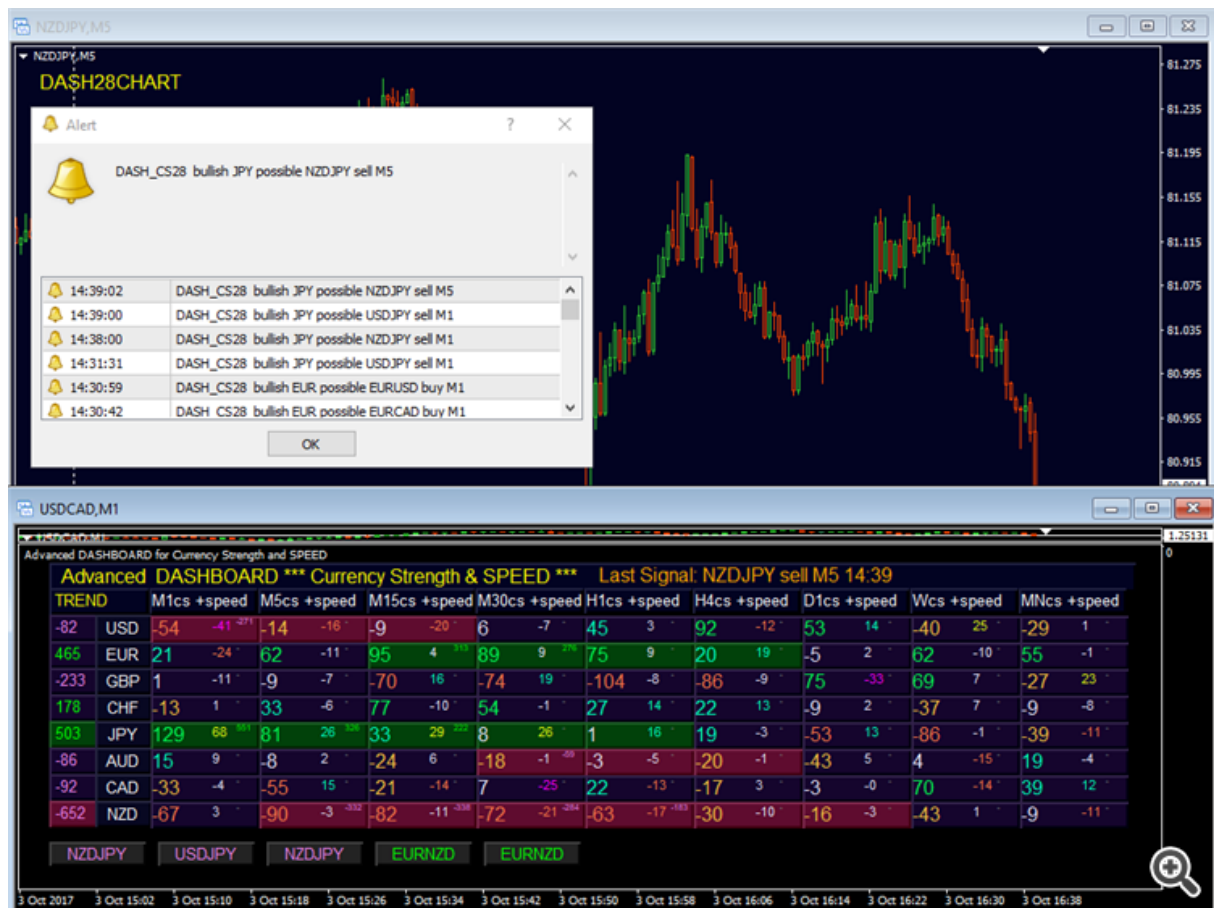 NZDJPY,M5
NZDJPY,M5
DASH28CHART
81.275
81.235
81.195
81.155
81.115
81.075
81.035
80.995
80.955
80.915
Alert ?
DASH_CS28 bullish JPY possible NZDJPY sell M5
14:39:02 DASH_CS28 bullish JPY possible NZDJPY sell M5
14:39:00 DASH_CS28 bullish JPY possible USDJPY sell M1
14:38:00 DASH_CS28 bullish JPY possible NZDJPY sell M1
14:31:31 DASH_CS28 bullish JPY possible USDJPY sell M1
14:30:59 DASH_CS28 bullish EUR possible EURUSD buy M1
14:30:42 DASH_CS28 bullish EUR possible EURCAD buy M1
OK
USDCAD,M1
USDCAD,M1
1.25131
0
Advanced DASHBOARD for Currency Strength and SPEED
Advanced DASHBOARD *** Currency Strength & SPEED *** Last Signal: NZDJPY sell M5 14:39
TREND M1cs +speed M5cs +speed M15cs +speed M30cs +speed H1cs +speed H4cs +speed D1cs +speed Wcs +speed MNcs +speed
-82 USD -54 -41 -271 -14 -16 -9 -20 6 -7 45 3 92 -12 53 14 -40 25 -29 1
465 EUR 21 -24 62 -11 95 4 313 89 9 276 75 9 20 19 -5 2 62 -10 55 -1
-233 GBP 1 -11 -9 -7 -70 16 -74 19 -104 -8 -86 -9 75 -33 69 7 -27 23
178 CHF -13 1 33 -6 77 -10 54 -1 27 14 22 13 -9 2 -37 7 -9 -8
503 JPY 129 68 551 81 26 326 33 29 222 8 26 1 16 19 -3 -53 13 -86 -1 -39 -11
-86 AUD 15 9 -8 2 -24 6 -18 -1 -3 -5 -20 -1 -43 5 4 -15 19 -4
-92 CAD -33 -4 -55 15 -21 -14 7 -25 22 -13 -17 3 -3 -0 70 -14 39 12
-652 NZD -67 3 -90 -3 -332 -82 -11 -338 -72 -21 -284 -63 -17 -183 -30 -10 -16 -3 -43 1 -9 -11
NZDJPY USDJPY NZDJPY EURNZD EURNZD
3 Oct 2017 3 Oct 15:02 3 Oct 15:10 3 Oct 15:18 3 Oct 15:26 3 Oct 15:34 3 Oct 15:42 3 Oct 15:50 3 Oct 15:58 3 Oct 16:06 3 Oct 16:14 3 Oct 16:22 3 Oct 16:30 3 Oct 16:38